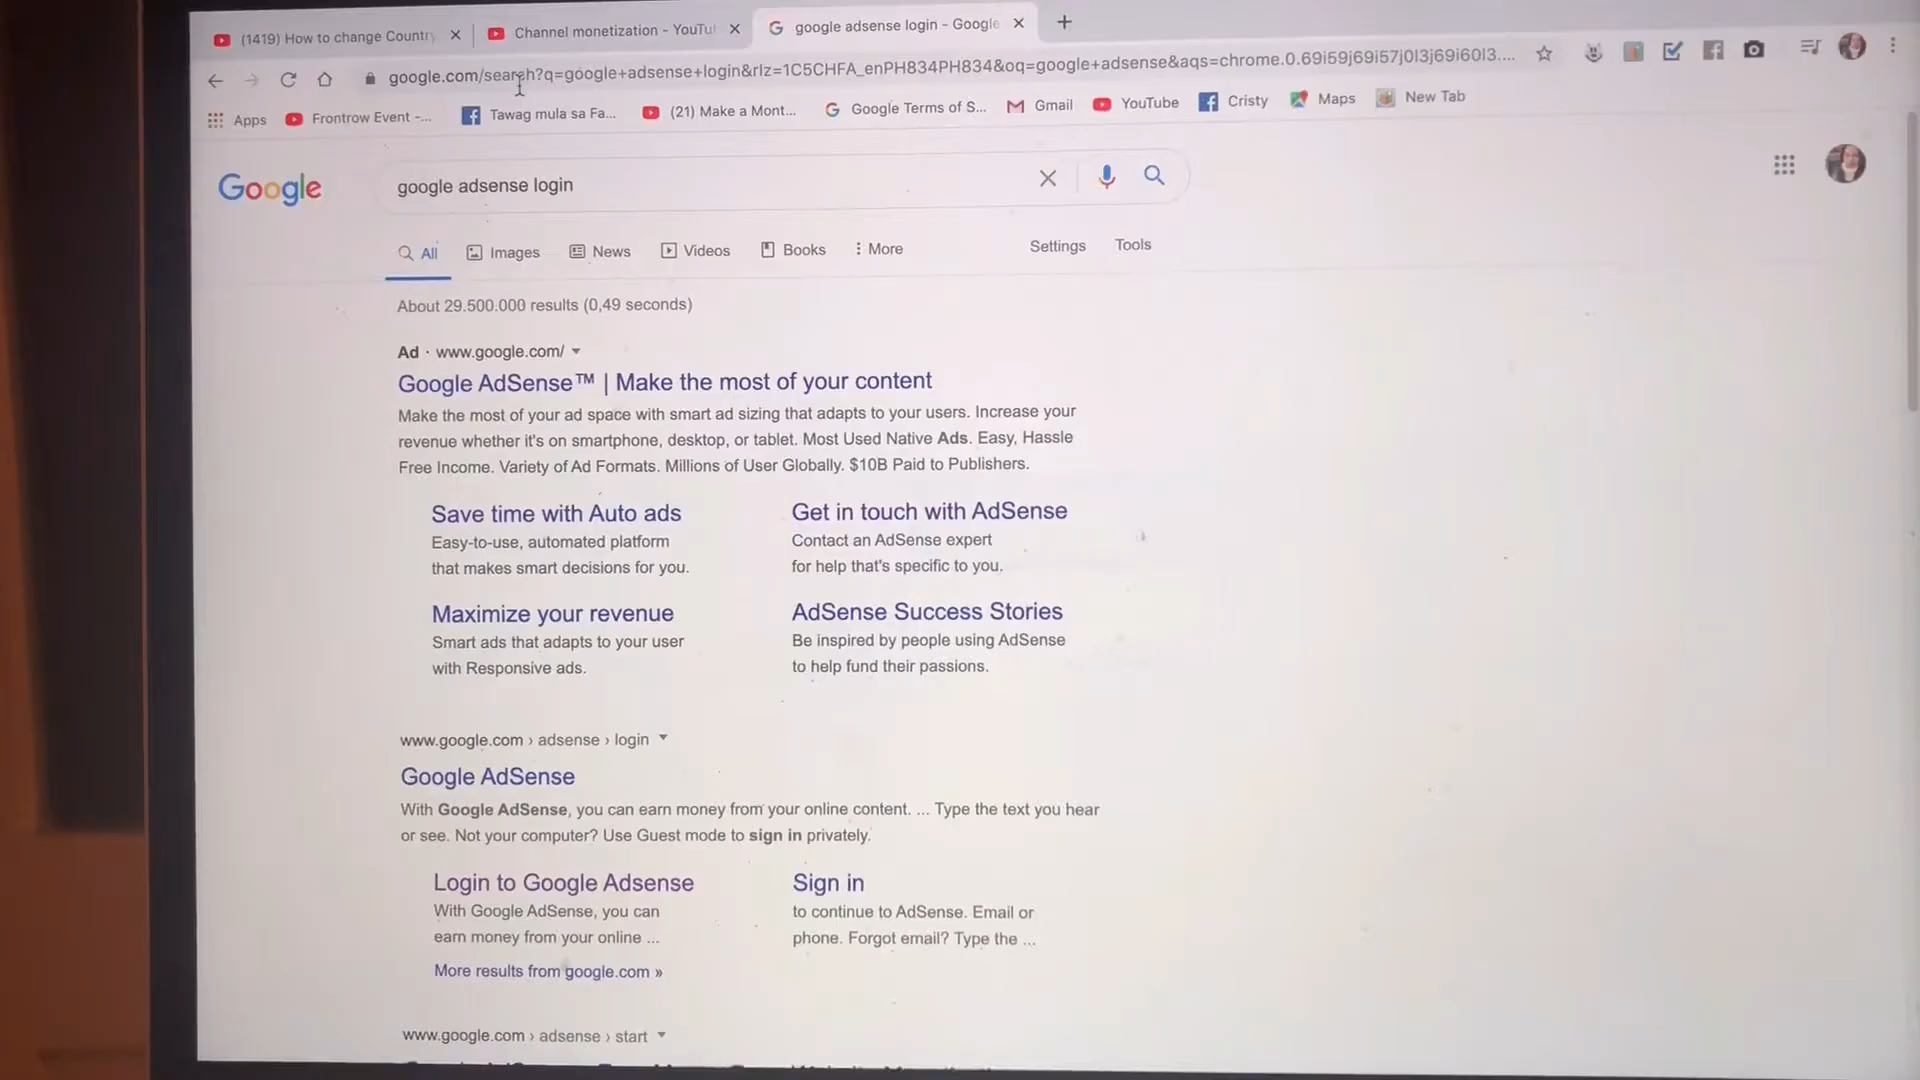 (1419) How to change Countr
Channel monetization - YouTu
google adsense login - Google
google.com/search?q=google+adsense+login&rlz=1C5CHFA_enPH834PH834&oq=google+adsense&aqs=chrome.0.69i59j69i57j0l3j69i60l3....
Apps
Frontrow Event -...
Tawag mula sa Fa...
(21) Make a Mont...
Google Terms of S...
Gmail
YouTube
Cristy
Maps
New Tab
Google
google adsense login
All
Images
News
Videos
Books
More
Settings
Tools
About 29.500.000 results (0,49 seconds)
Ad · www.google.com/
Google AdSense™ | Make the most of your content
Make the most of your ad space with smart ad sizing that adapts to your users. Increase your
revenue whether it's on smartphone, desktop, or tablet. Most Used Native Ads. Easy, Hassle
Free Income. Variety of Ad Formats. Millions of User Globally. $10B Paid to Publishers.
Save time with Auto ads
Easy-to-use, automated platform
that makes smart decisions for you.
Get in touch with AdSense
Contact an AdSense expert
for help that's specific to you.
Maximize your revenue
Smart ads that adapts to your user
with Responsive ads.
AdSense Success Stories
Be inspired by people using AdSense
to help fund their passions.
www.google.com › adsense › login
Google AdSense
With Google AdSense, you can earn money from your online content. ... Type the text you hear
or see. Not your computer? Use Guest mode to sign in privately.
Login to Google Adsense
With Google AdSense, you can
earn money from your online ...
Sign in
to continue to AdSense. Email or
phone. Forgot email? Type the ...
More results from google.com »
www.google.com › adsense › start